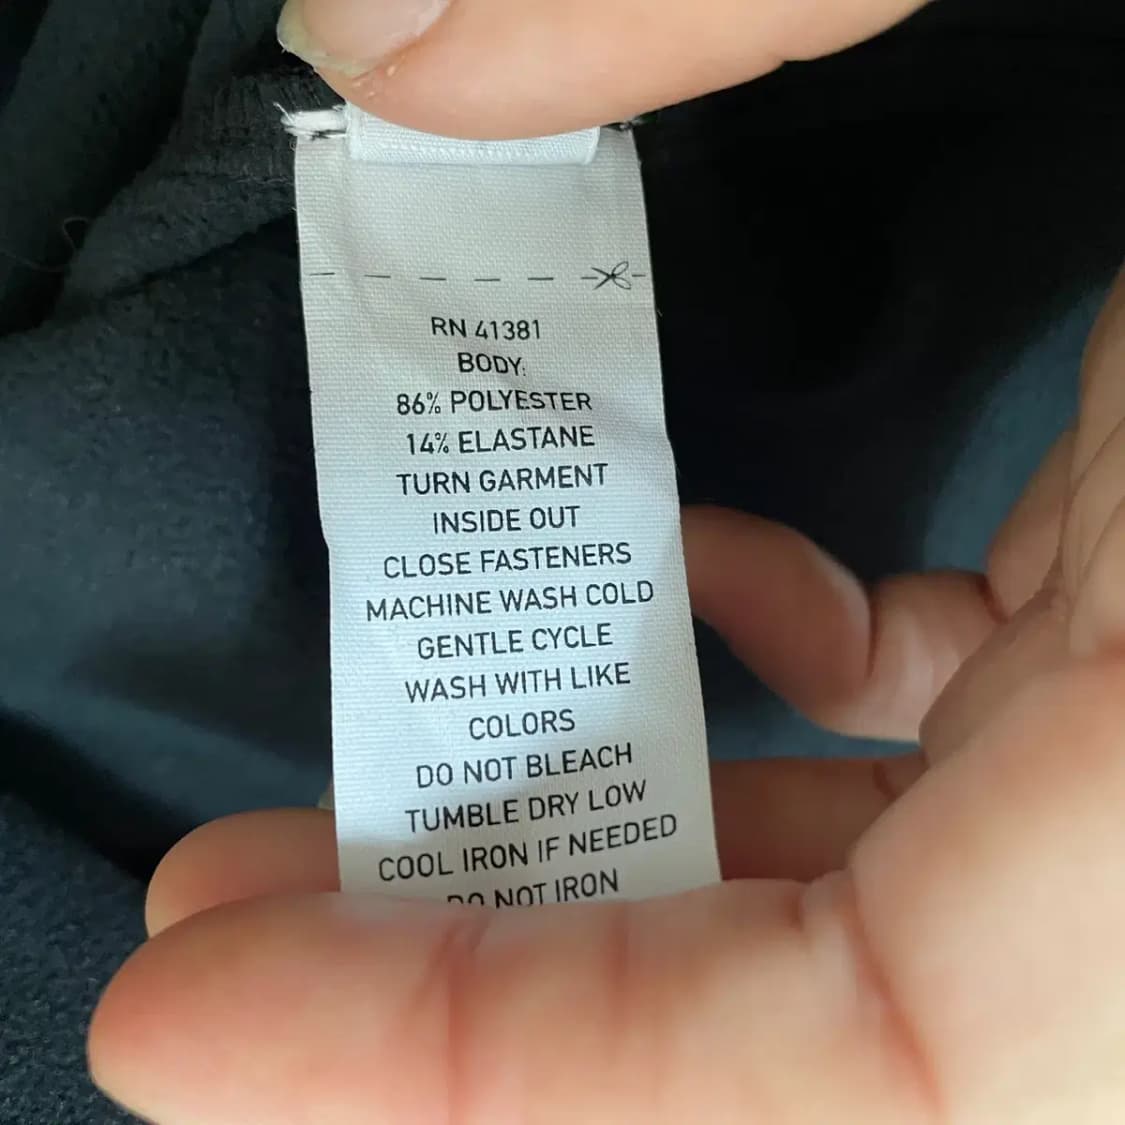 RN 41381
BODY:
86% POLYESTER
14% ELASTANE
TURN GARMENT
INSIDE OUT
CLOSE FASTENERS
MACHINE WASH COLD
GENTLE CYCLE
WASH WITH LIKE
COLORS
DO NOT BLEACH
TUMBLE DRY LOW
COOL IRON IF NEEDED
DO NOT IRON